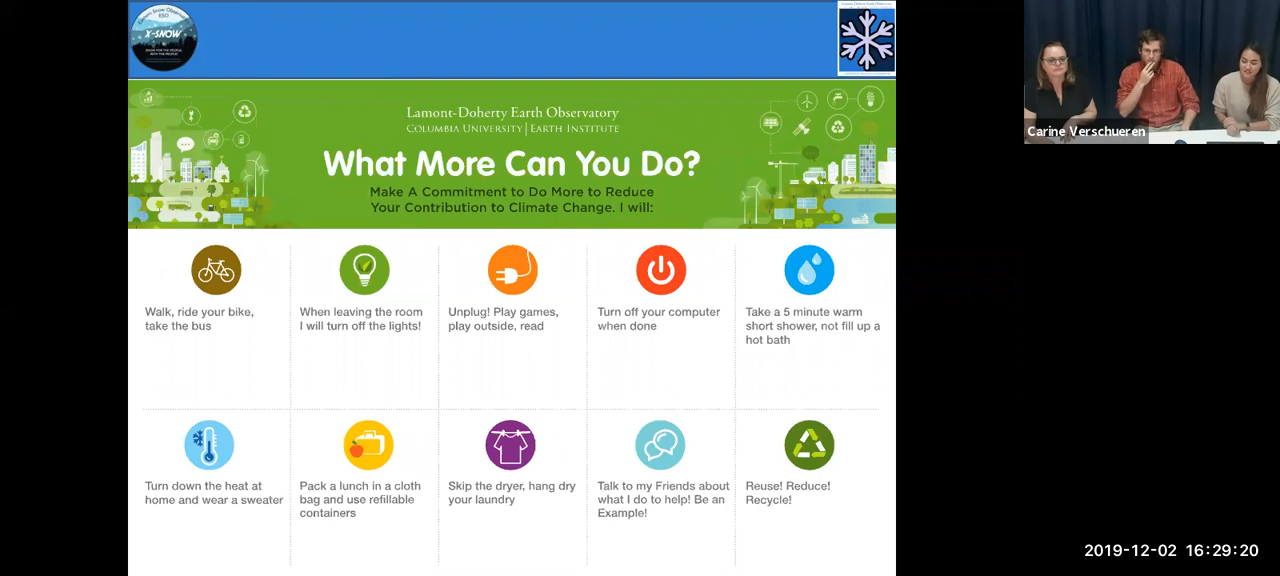 X-SNOW
Lamont-Doherty Earth Observatory
COLUMBIA UNIVERSITY | EARTH INSTITUTE
What More Can You Do?
Make A Commitment to Do More to Reduce
Your Contribution to Climate Change. I will:
Walk, ride your bike,
take the bus
When leaving the room
I will turn off the lights!
Unplug! Play games,
play outside, read
Turn off your computer
when done
Take a 5 minute warm
short shower, not fill up a
hot bath
Turn down the heat at
home and wear a sweater
Pack a lunch in a cloth
bag and use refillable
containers
Skip the dryer, hang dry
your laundry
Talk to my Friends about
what I do to help! Be an
Example!
Reuse! Reduce!
Recycle!
Carine Verschueren
2019-12-02 16:29:20